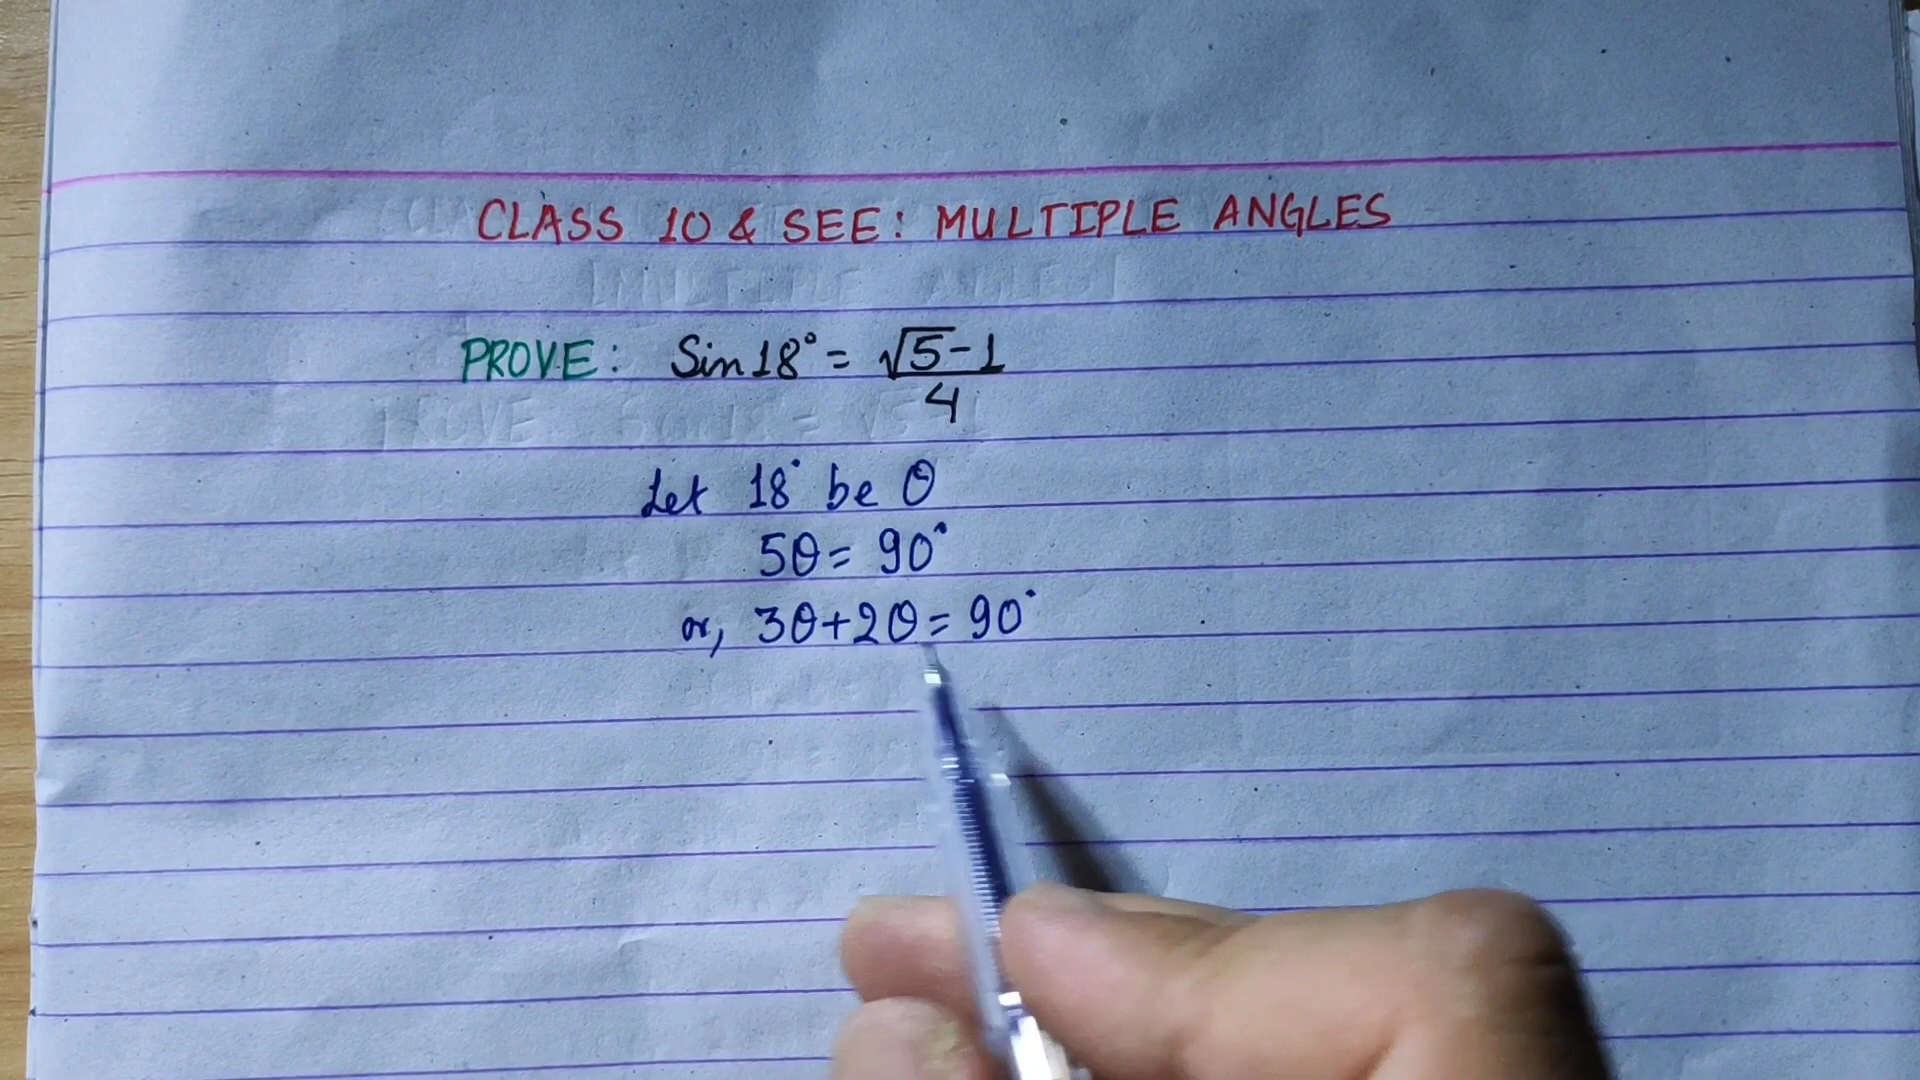 CLASS 10 & SEE: MULTIPLE ANGLES
PROVE: Sin18° = √5-1/4
Let 18° be θ
5θ = 90°
or, 3θ+2θ = 90°